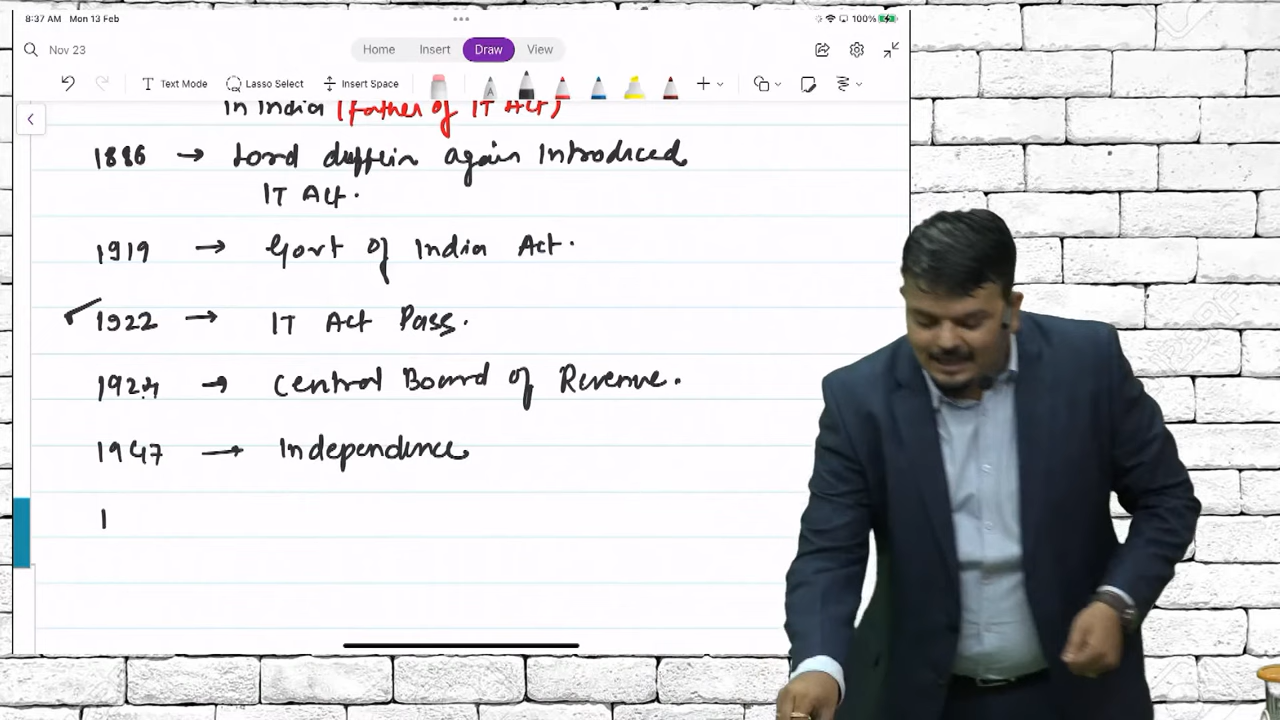 8:37 AM Mon 13 Feb
100%
Nov 23
Home Insert Draw View
Text Mode Lasso Select Insert Space
In India (father of IT Act)
1886 → Lord duffein again Introduced
IT Act.
1919 → Govt of India Act.
1922 → IT Act Pass.
1924 → Central Board of Revenue.
1947 → Independence
1